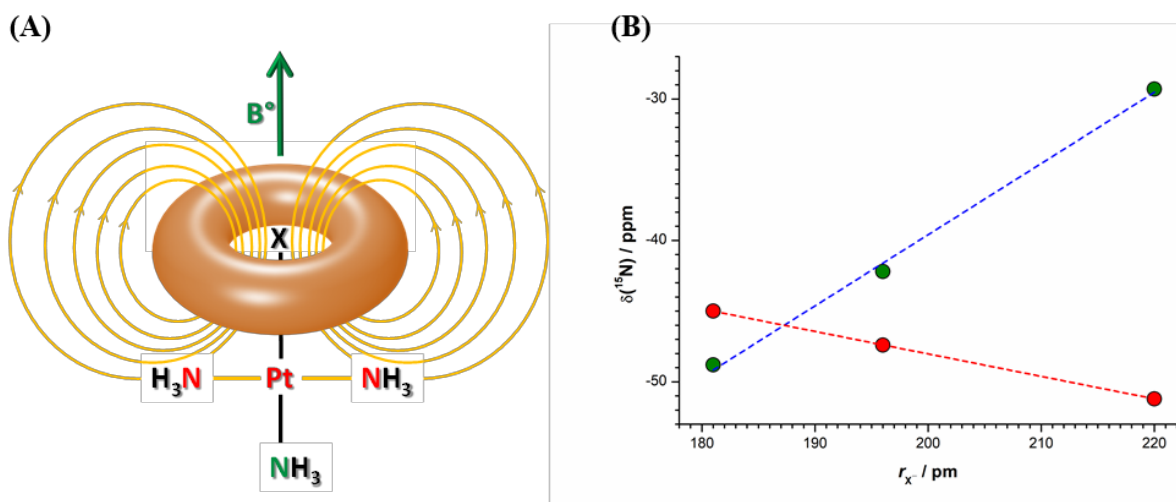 (A)
B°
X
H₃N
Pt
NH₃
NH₃
(B)
δ(¹⁵N) / ppm
-30
-40
-50
180
190
200
210
220
rₓ⁻ / pm